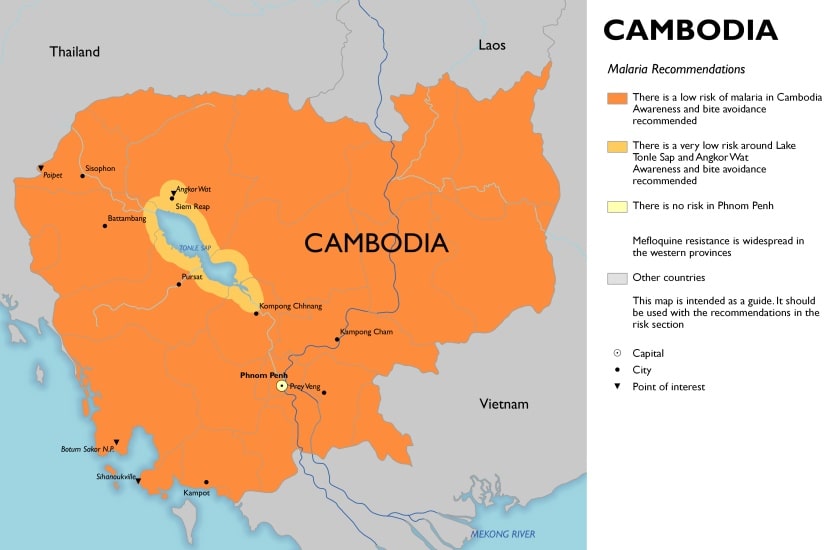 Thailand
Laos
Sisophon
Poipet
Angkor Wat
Siem Reap
Battambang
TONLE SAP
CAMBODIA
Pursat
Kompong Chhnang
Kampong Cham
Phnom Penh
Prey Veng
Vietnam
Botum Sakor N.P.
Sihanoukville
Kampot
MEKONG RIVER
CAMBODIA
Malaria Recommendations
There is a low risk of malaria in Cambodia
Awareness and bite avoidance
recommended
There is a very low risk around Lake
Tonle Sap and Angkor Wat
Awareness and bite avoidance
recommended
There is no risk in Phnom Penh
Mefloquine resistance is widespread in
the western provinces
Other countries
This map is intended as a guide. It should
be used with the recommendations in the
risk section
Capital
City
Point of interest